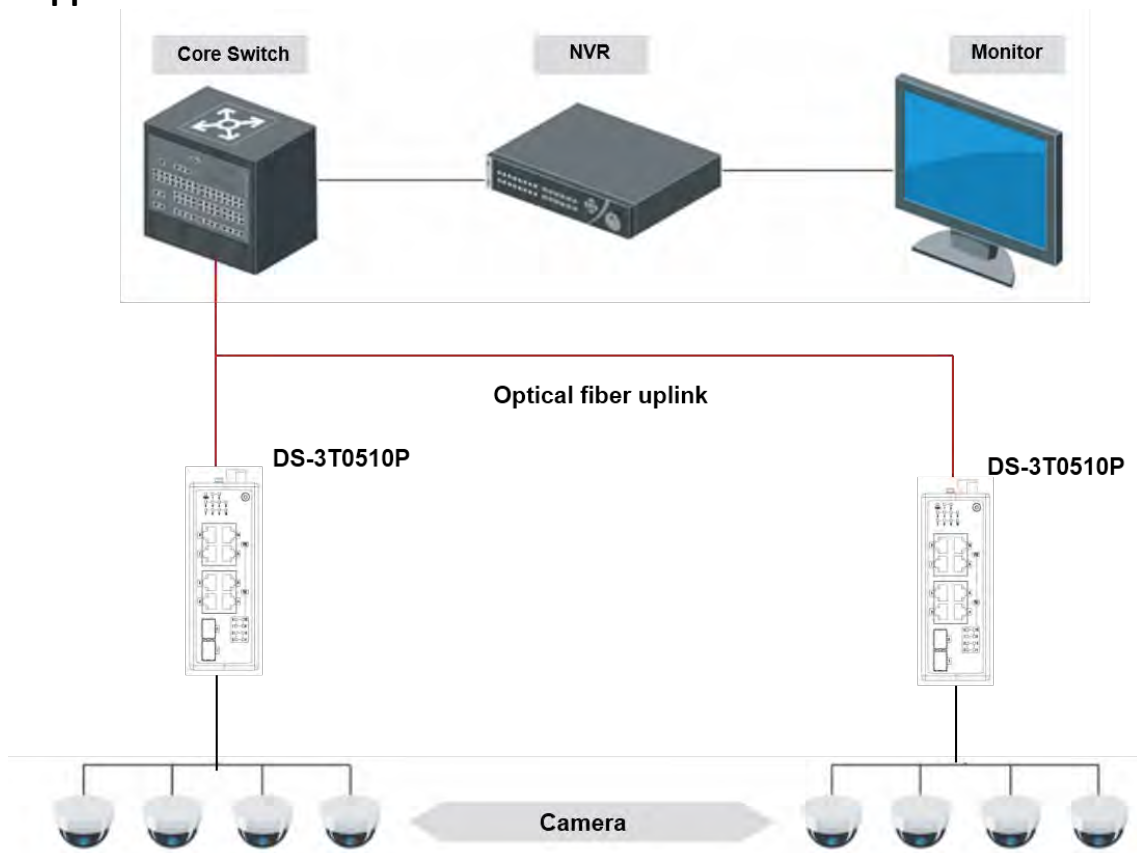 Core Switch
NVR
Monitor
Optical fiber uplink
DS-3T0510P
DS-3T0510P
Camera